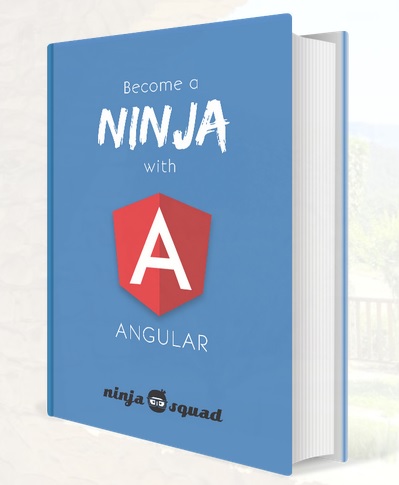 Become a
NINJA
with
A
ANGULAR
ninja squad